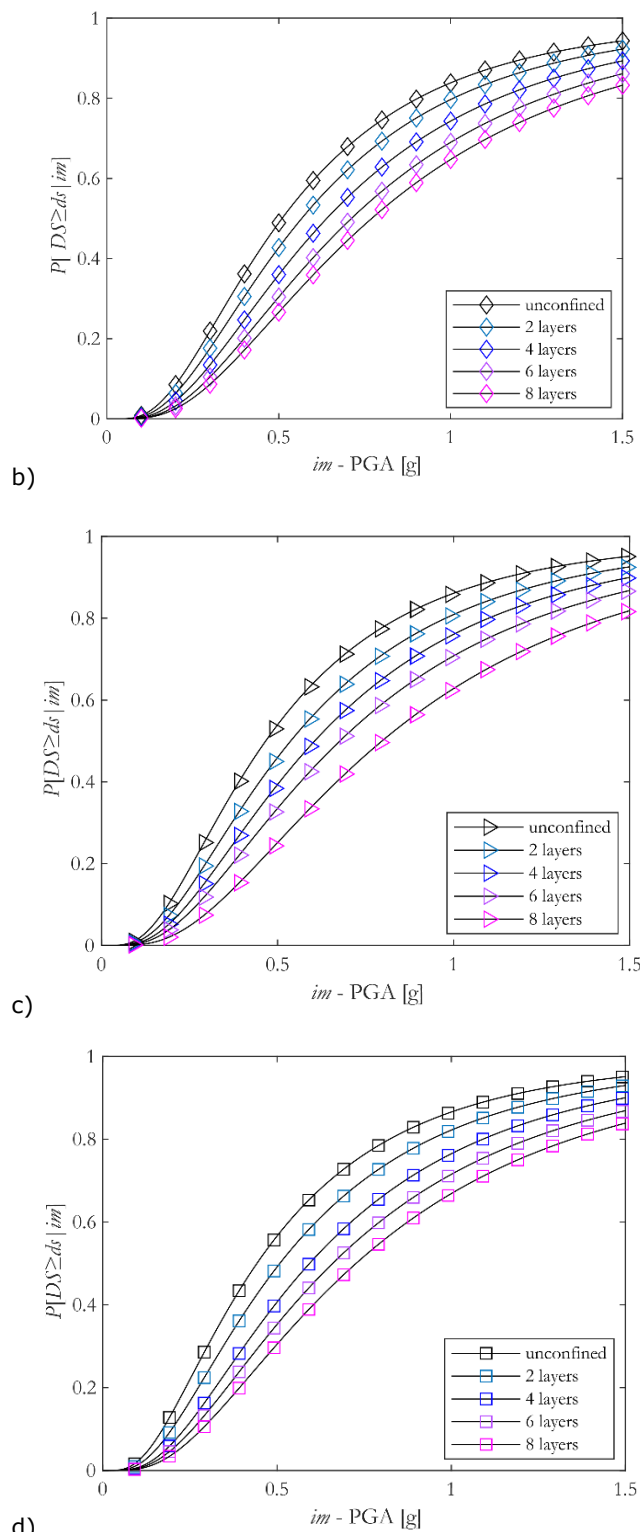 1
0.8
0.6
0.4
0.2
0
P[ DS≥ds|im]
unconfined
2 layers
4 layers
6 layers
8 layers
0 0.5 1 1.5
im - PGA [g]
b)
1
0.8
0.6
0.4
0.2
0
P[DS≥ds|im]
unconfined
2 layers
4 layers
6 layers
8 layers
0 0.5 1 1.5
im - PGA [g]
c)
1
0.8
0.6
0.4
0.2
0
P[DS≥ds|im]
unconfined
2 layers
4 layers
6 layers
8 layers
0 0.5 1 1.5
im - PGA [g]
d)